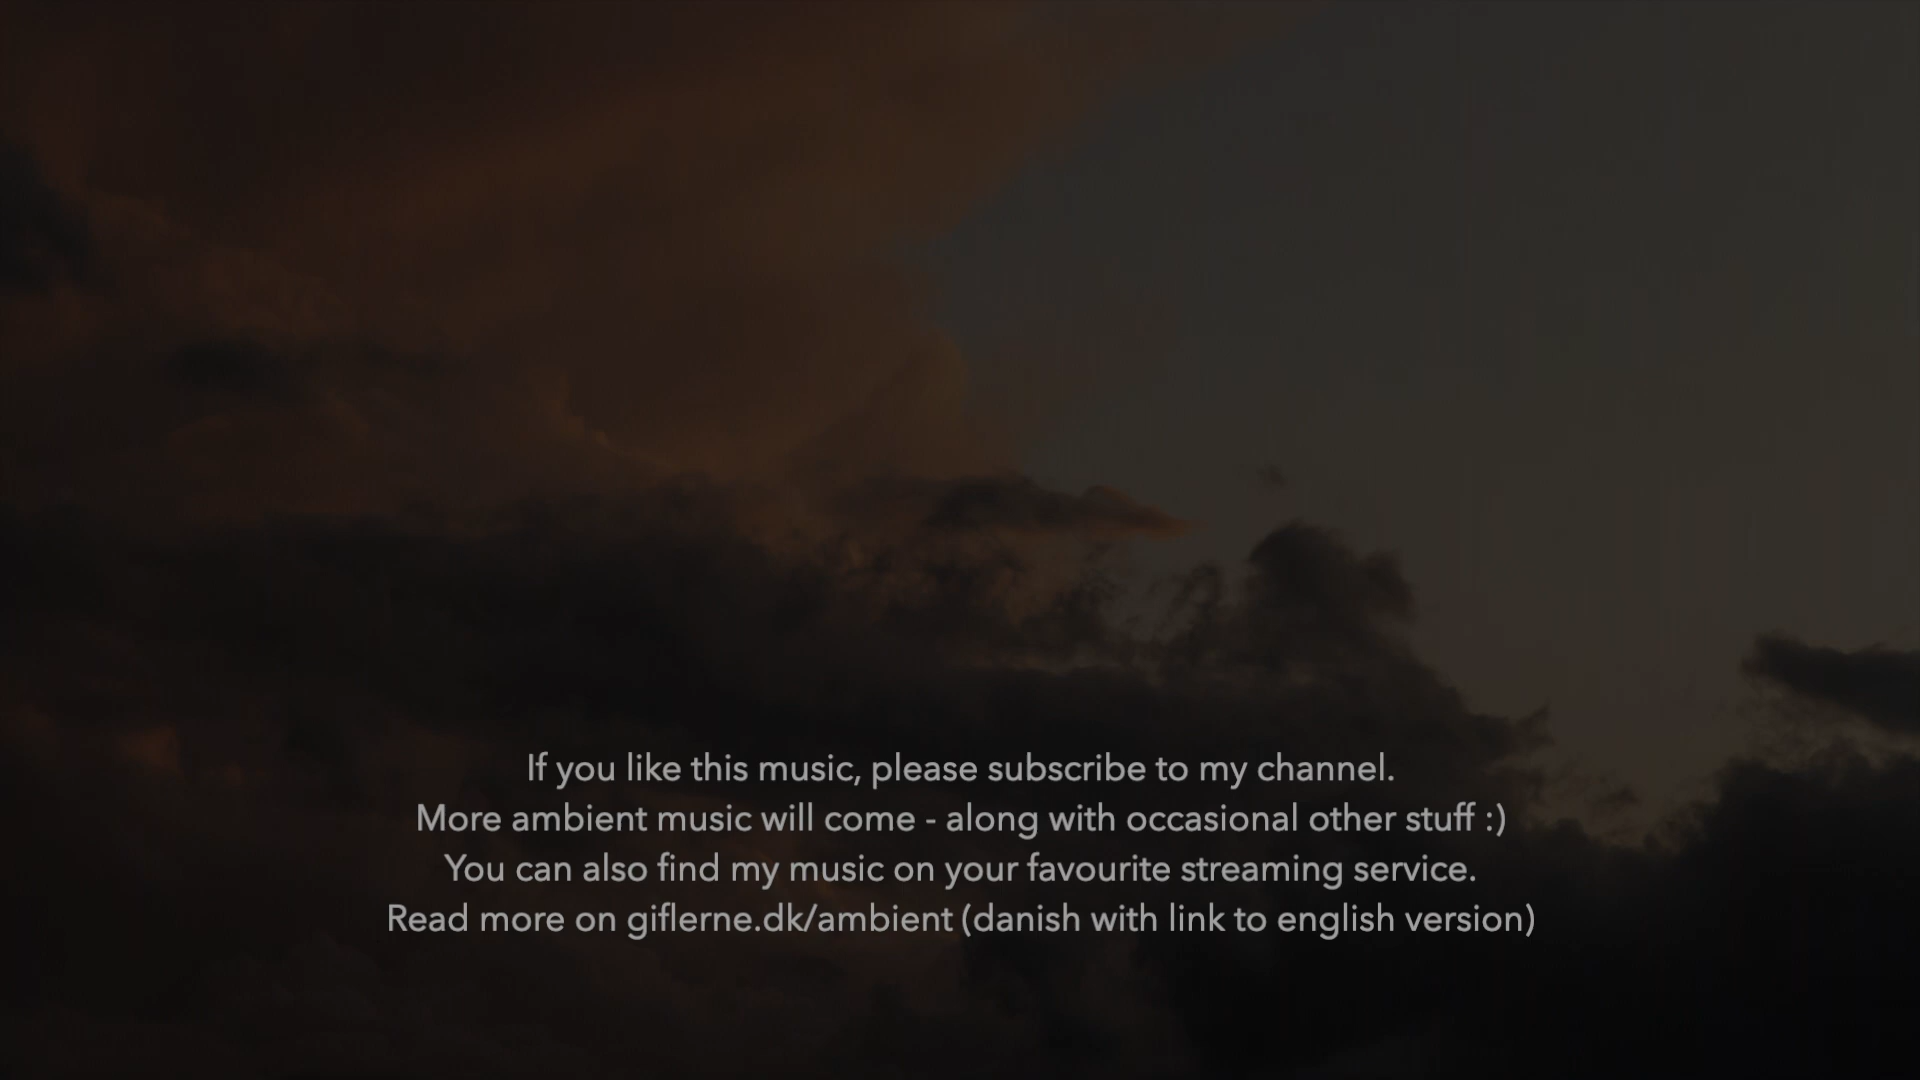 If you like this music, please subscribe to my channel.
More ambient music will come - along with occasional other stuff :)
You can also find my music on your favourite streaming service.
Read more on giflerne.dk/ambient (danish with link to english version)